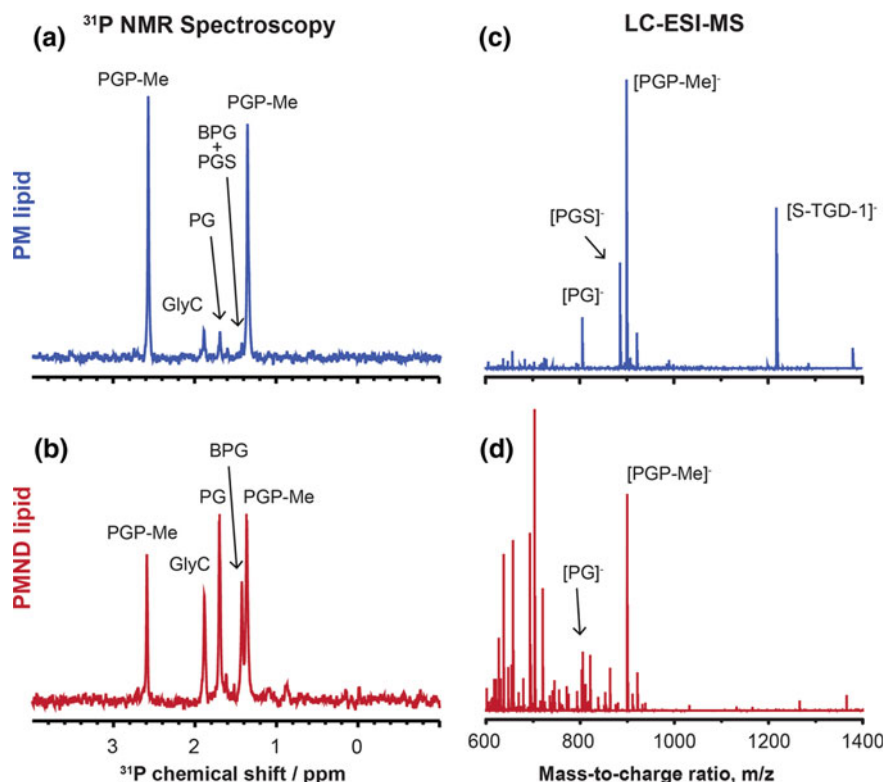 ³¹P NMR Spectroscopy
LC-ESI-MS
(a)
PM lipid
PGP-Me
GlyC
PG
BPG
+
PGS
PGP-Me
(c)
[PG]⁻
[PGS]⁻
[PGP-Me]⁻
[S-TGD-1]⁻
(b)
PMND lipid
PGP-Me
GlyC
PG
BPG
PGP-Me
3 2 1 0
³¹P chemical shift / ppm
(d)
[PG]⁻
[PGP-Me]⁻
600 800 1000 1200 1400
Mass-to-charge ratio, m/z